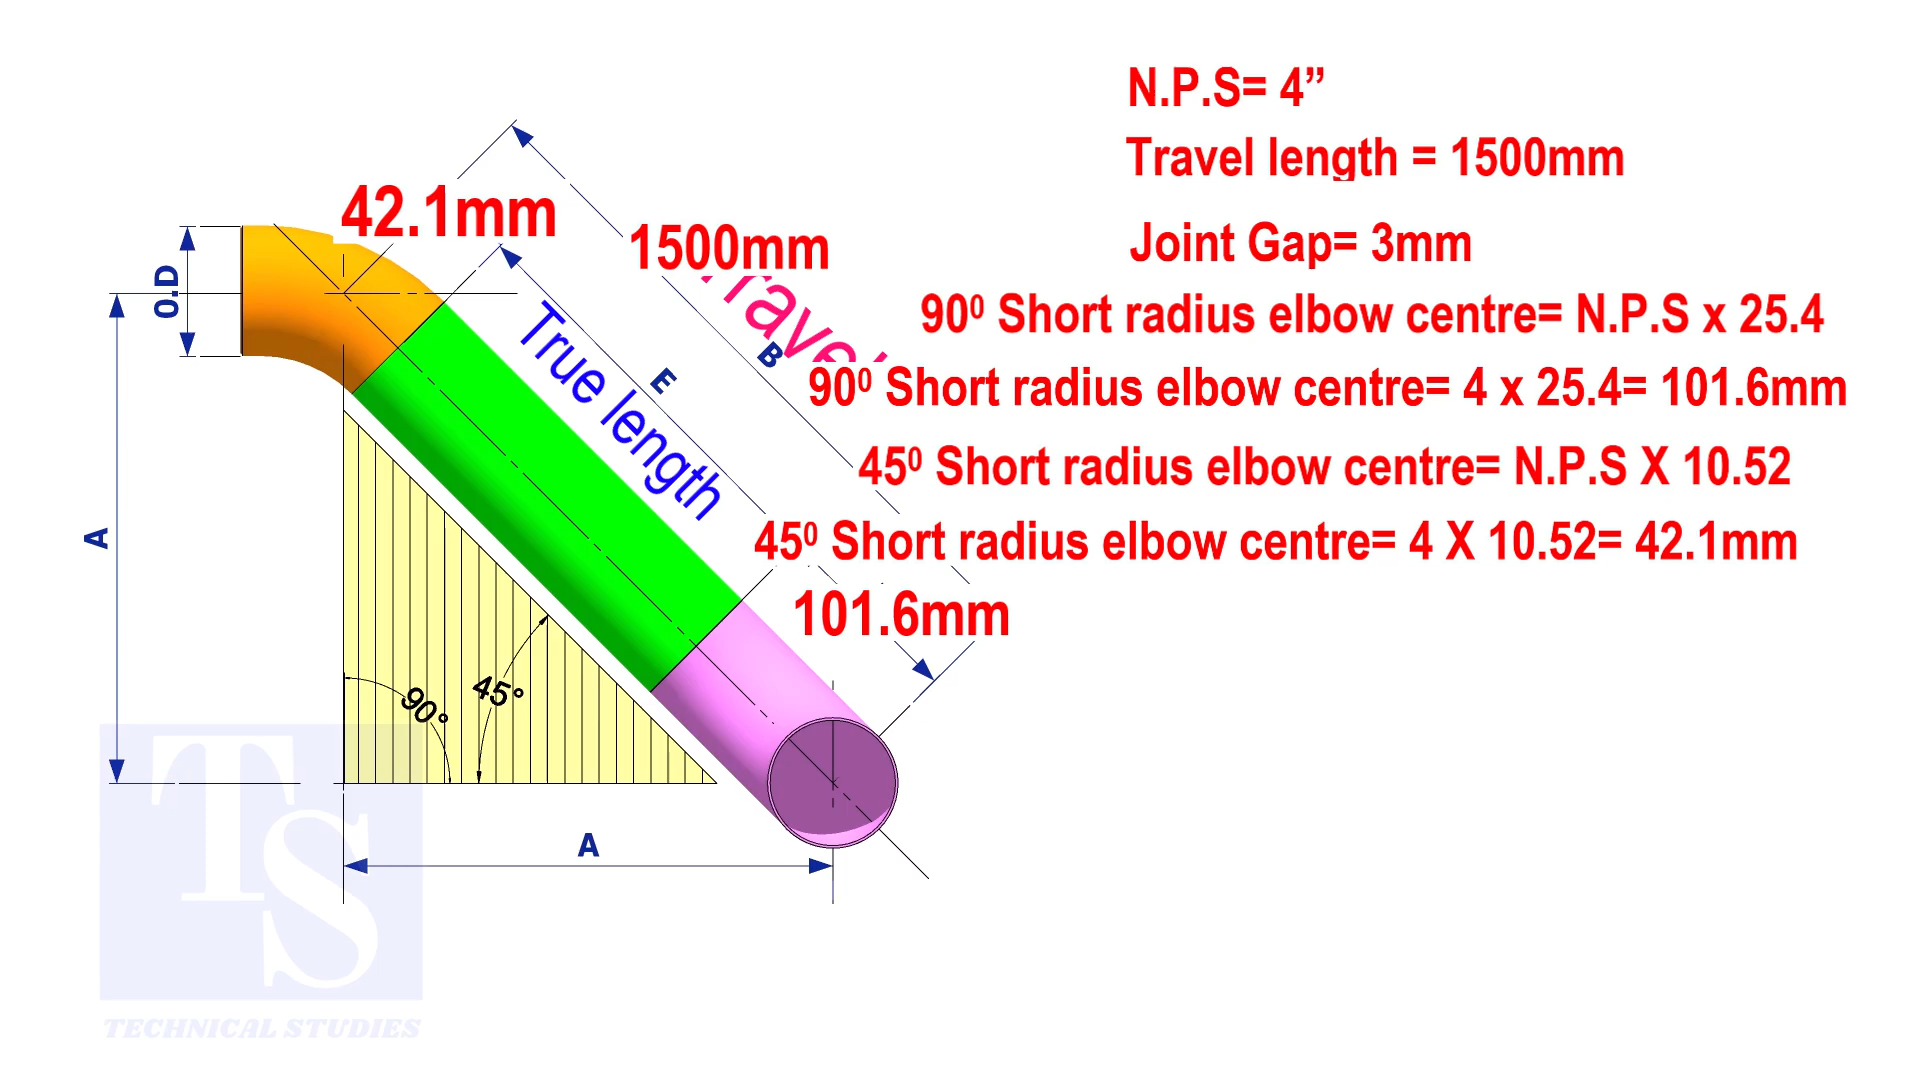 N.P.S= 4”
Travel length = 1500mm
Joint Gap= 3mm
90⁰ Short radius elbow centre= N.P.S x 25.4
90⁰ Short radius elbow centre= 4 x 25.4= 101.6mm
45⁰ Short radius elbow centre= N.P.S X 10.52
45⁰ Short radius elbow centre= 4 X 10.52= 42.1mm
42.1mm
1500mm
O.D
True length
E
B
101.6mm
A
90°
45°
A
TS
TECHNICAL STUDIES